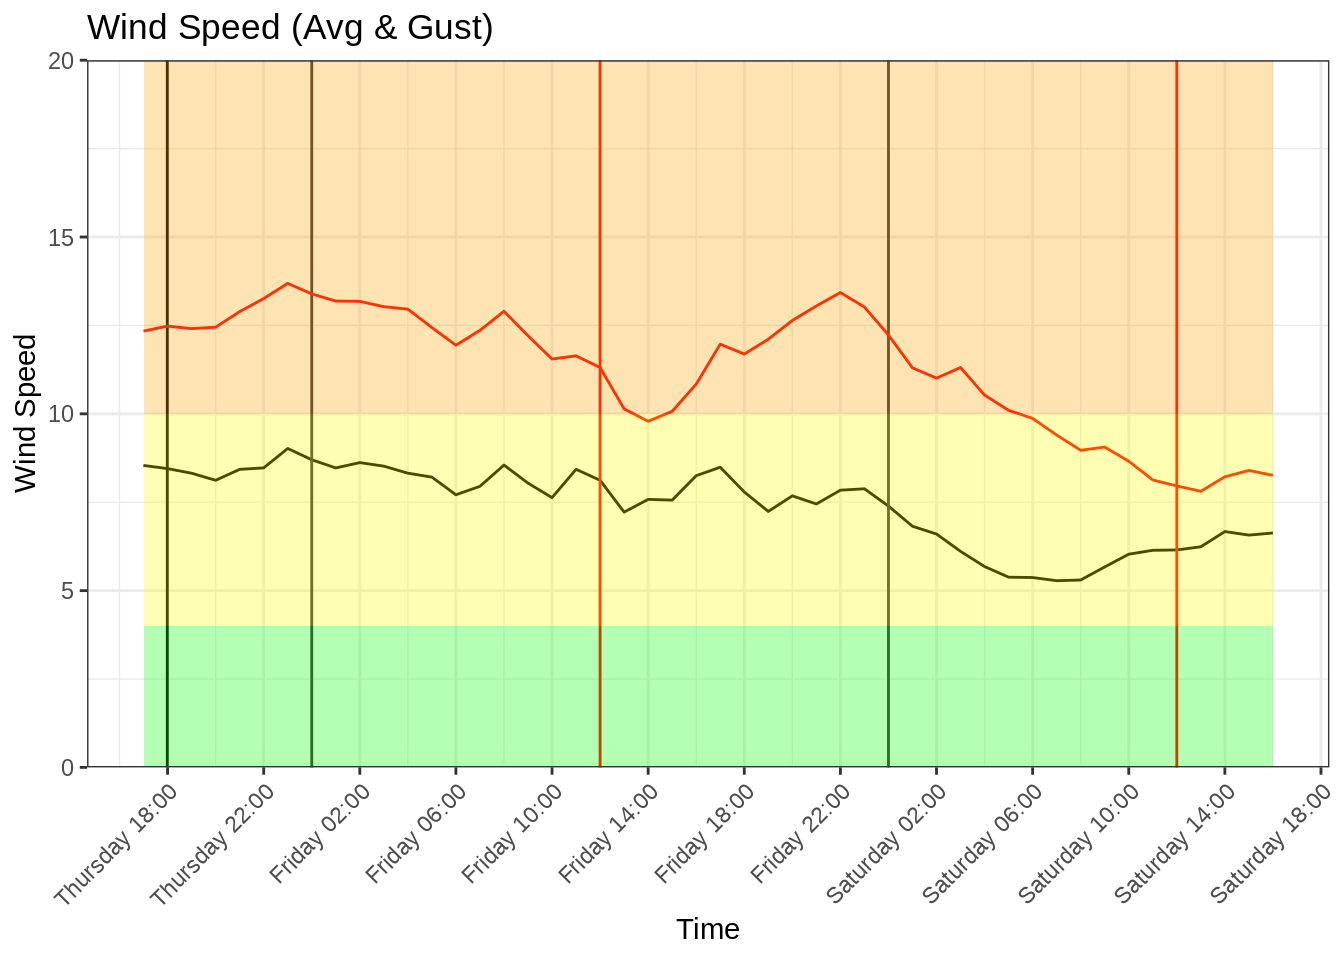 Wind Speed (Avg & Gust)
20
15
10
5
0
Wind Speed
Thursday 18:00
Thursday 22:00
Friday 02:00
Friday 06:00
Friday 10:00
Friday 14:00
Friday 18:00
Friday 22:00
Saturday 02:00
Saturday 06:00
Saturday 10:00
Saturday 14:00
Saturday 18:00
Time